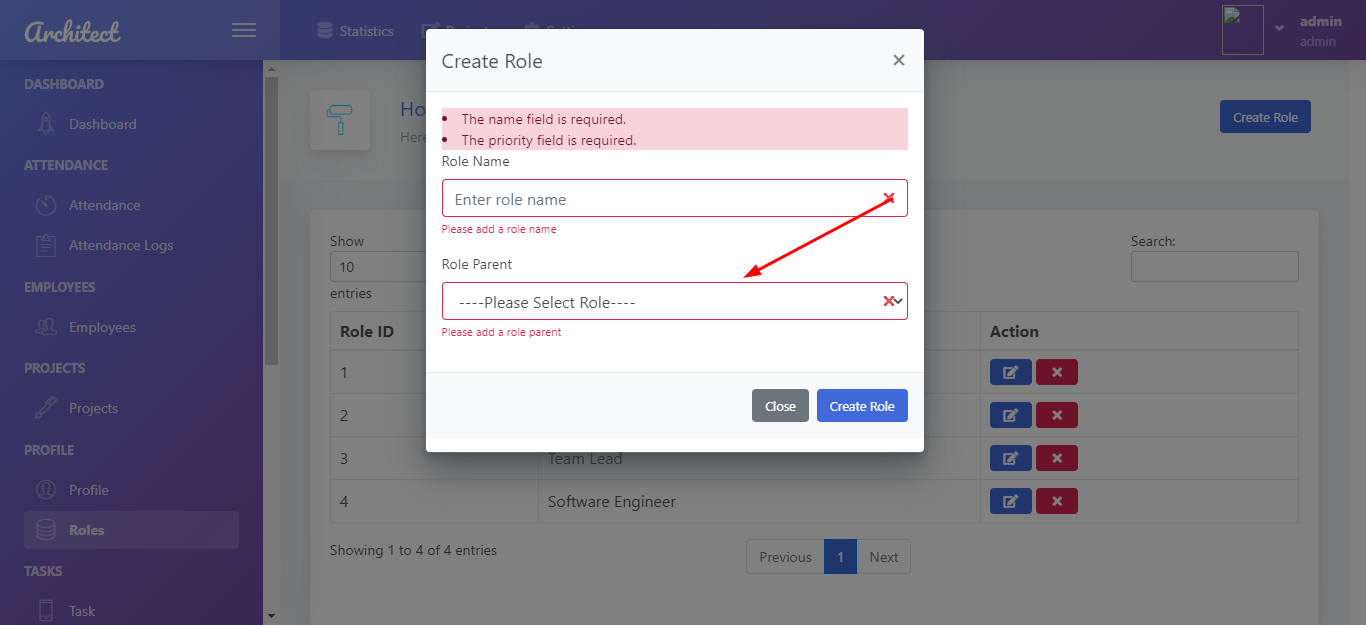 Architect
Statistics
admin
admin
DASHBOARD
Dashboard
ATTENDANCE
Attendance
Attendance Logs
EMPLOYEES
Employees
PROJECTS
Projects
PROFILE
Profile
Roles
TASKS
Task
Create Role
Create Role ×
The name field is required.
The priority field is required.
Role Name
Enter role name
Please add a role name
Role Parent
----Please Select Role----
Please add a role parent
Close Create Role
Show
10
entries
Search:
Role ID Action
1
2
3 Team Lead
4 Software Engineer
Showing 1 to 4 of 4 entries
Previous 1 Next